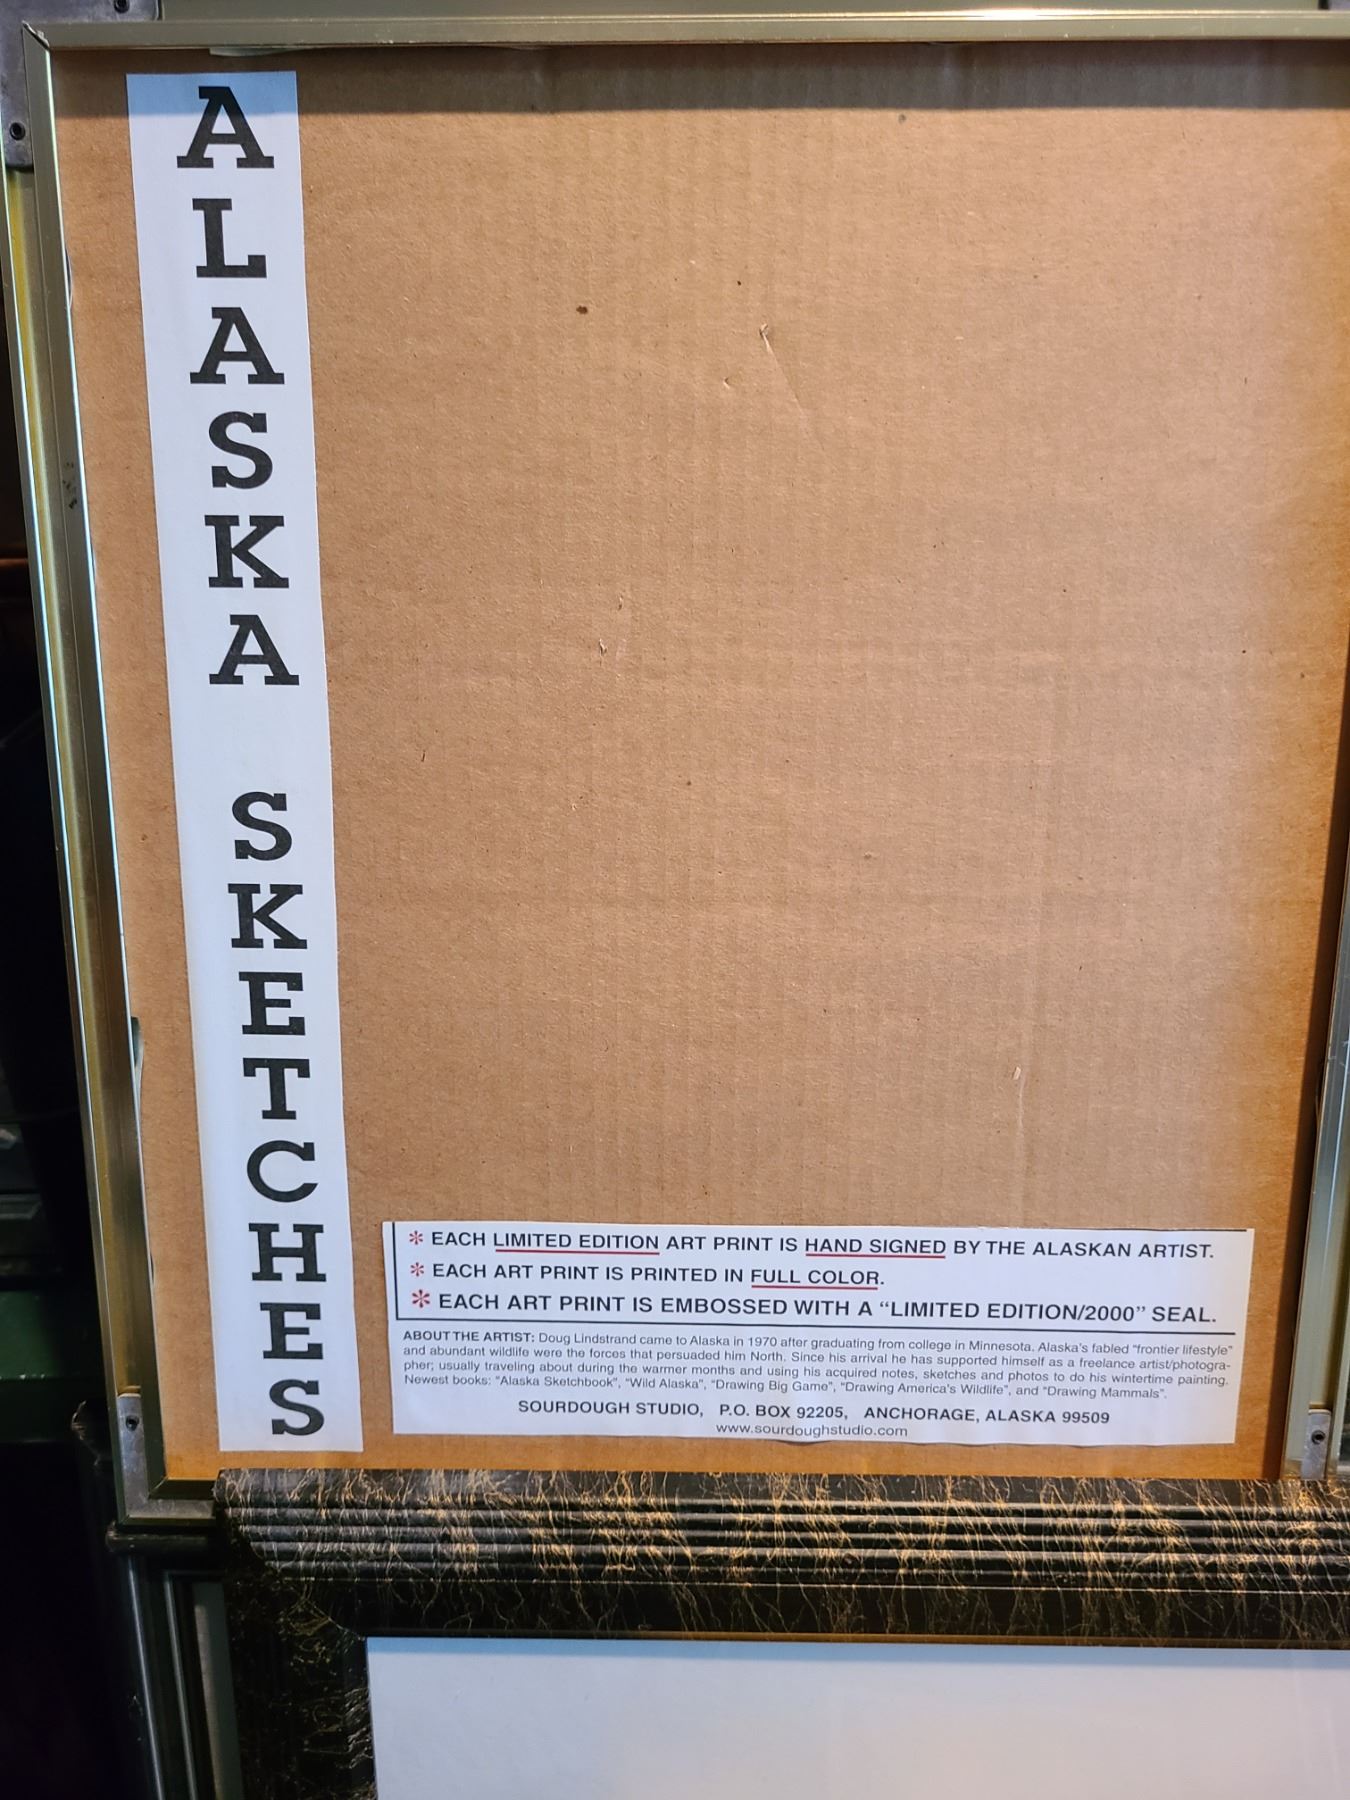 ALASKA SKETCHES
* EACH LIMITED EDITION ART PRINT IS HAND SIGNED BY THE ALASKAN ARTIST.
* EACH ART PRINT IS PRINTED IN FULL COLOR.
* EACH ART PRINT IS EMBOSSED WITH A “LIMITED EDITION/2000” SEAL.
ABOUT THE ARTIST: Doug Lindstrand came to Alaska in 1970 after graduating from college in Minnesota. Alaska's fabled “frontier lifestyle”
and abundant wildlife were the forces that persuaded him North. Since his arrival he has supported himself as a freelance artist/photogra-
pher; usually traveling about during the warmer months and using his acquired notes, sketches and photos to do his wintertime painting.
Newest books: “Alaska Sketchbook”, “Wild Alaska”, “Drawing Big Game”, “Drawing America's Wildlife”, and “Drawing Mammals”.
SOURDOUGH STUDIO, P.O. BOX 92205, ANCHORAGE, ALASKA 99509
www.sourdoughstudio.com